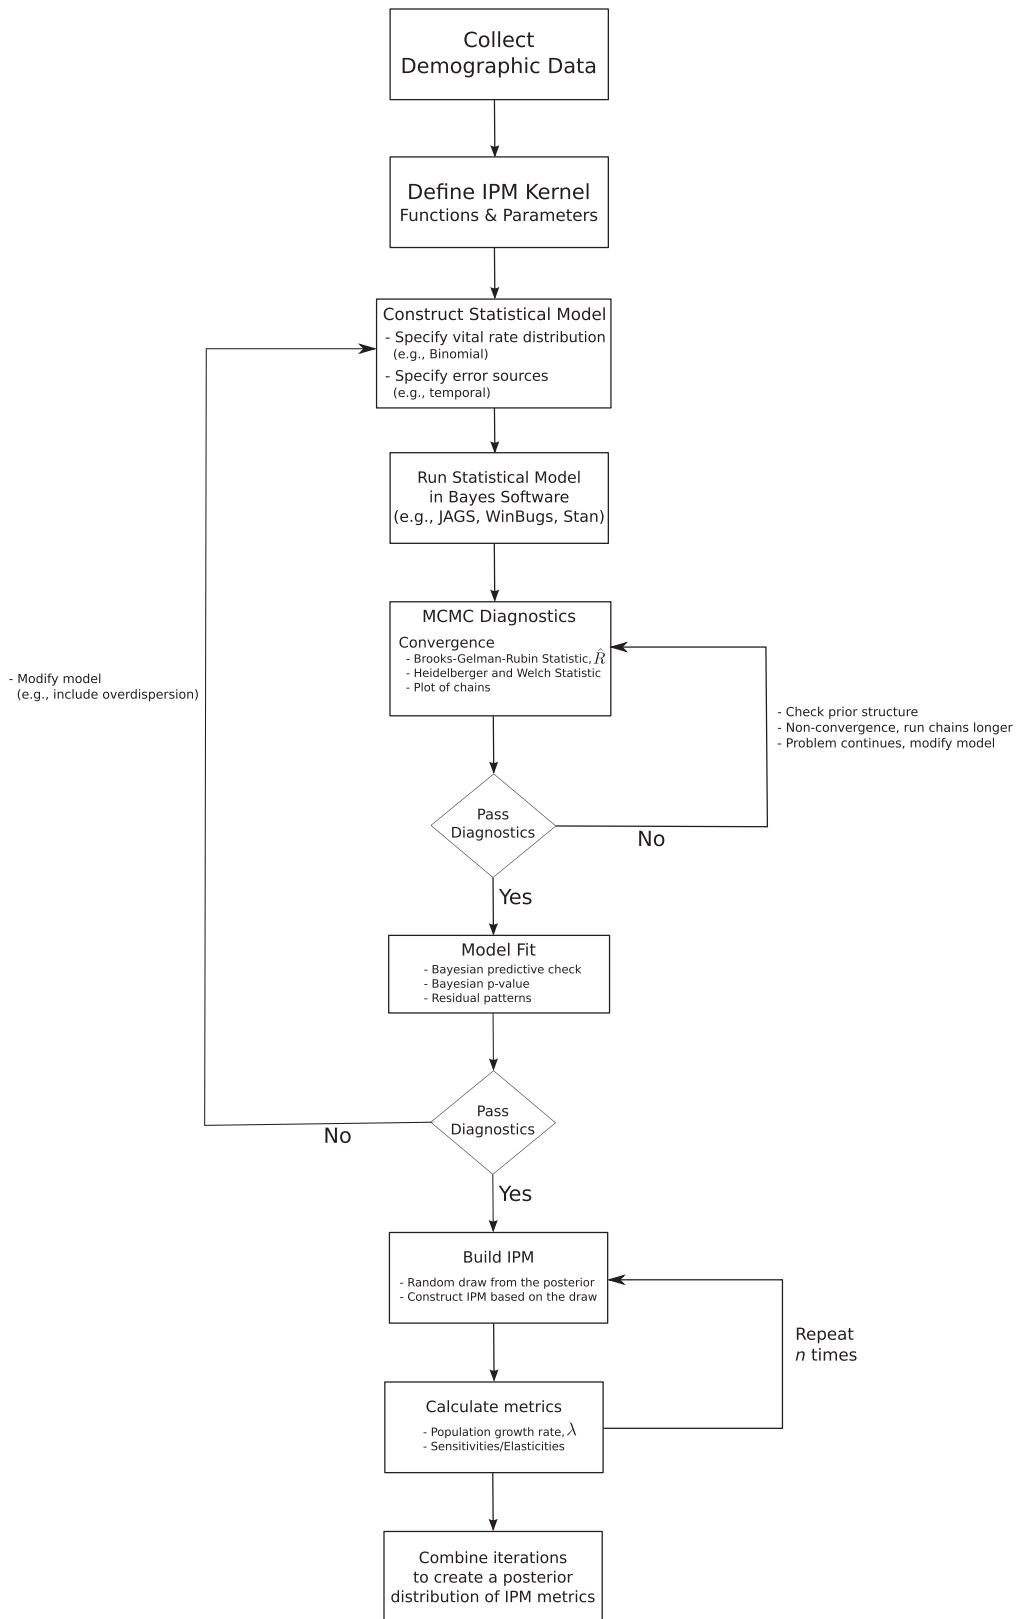 Collect
Demographic Data
Define IPM Kernel
Functions & Parameters
Construct Statistical Model
- Specify vital rate distribution
(e.g., Binomial)
- Specify error sources
(e.g., temporal)
Run Statistical Model
in Bayes Software
(e.g., JAGS, WinBugs, Stan)
MCMC Diagnostics
Convergence
- Brooks-Gelman-Rubin Statistic, R̂
- Heidelberger and Welch Statistic
- Plot of chains
- Modify model
(e.g., include overdispersion)
- Check prior structure
- Non-convergence, run chains longer
- Problem continues, modify model
Pass
Diagnostics
No
Yes
Model Fit
- Bayesian predictive check
- Bayesian p-value
- Residual patterns
Pass
Diagnostics
No
Yes
Build IPM
- Random draw from the posterior
- Construct IPM based on the draw
Repeat
n times
Calculate metrics
- Population growth rate, λ
- Sensitivities/Elasticities
Combine iterations
to create a posterior
distribution of IPM metrics